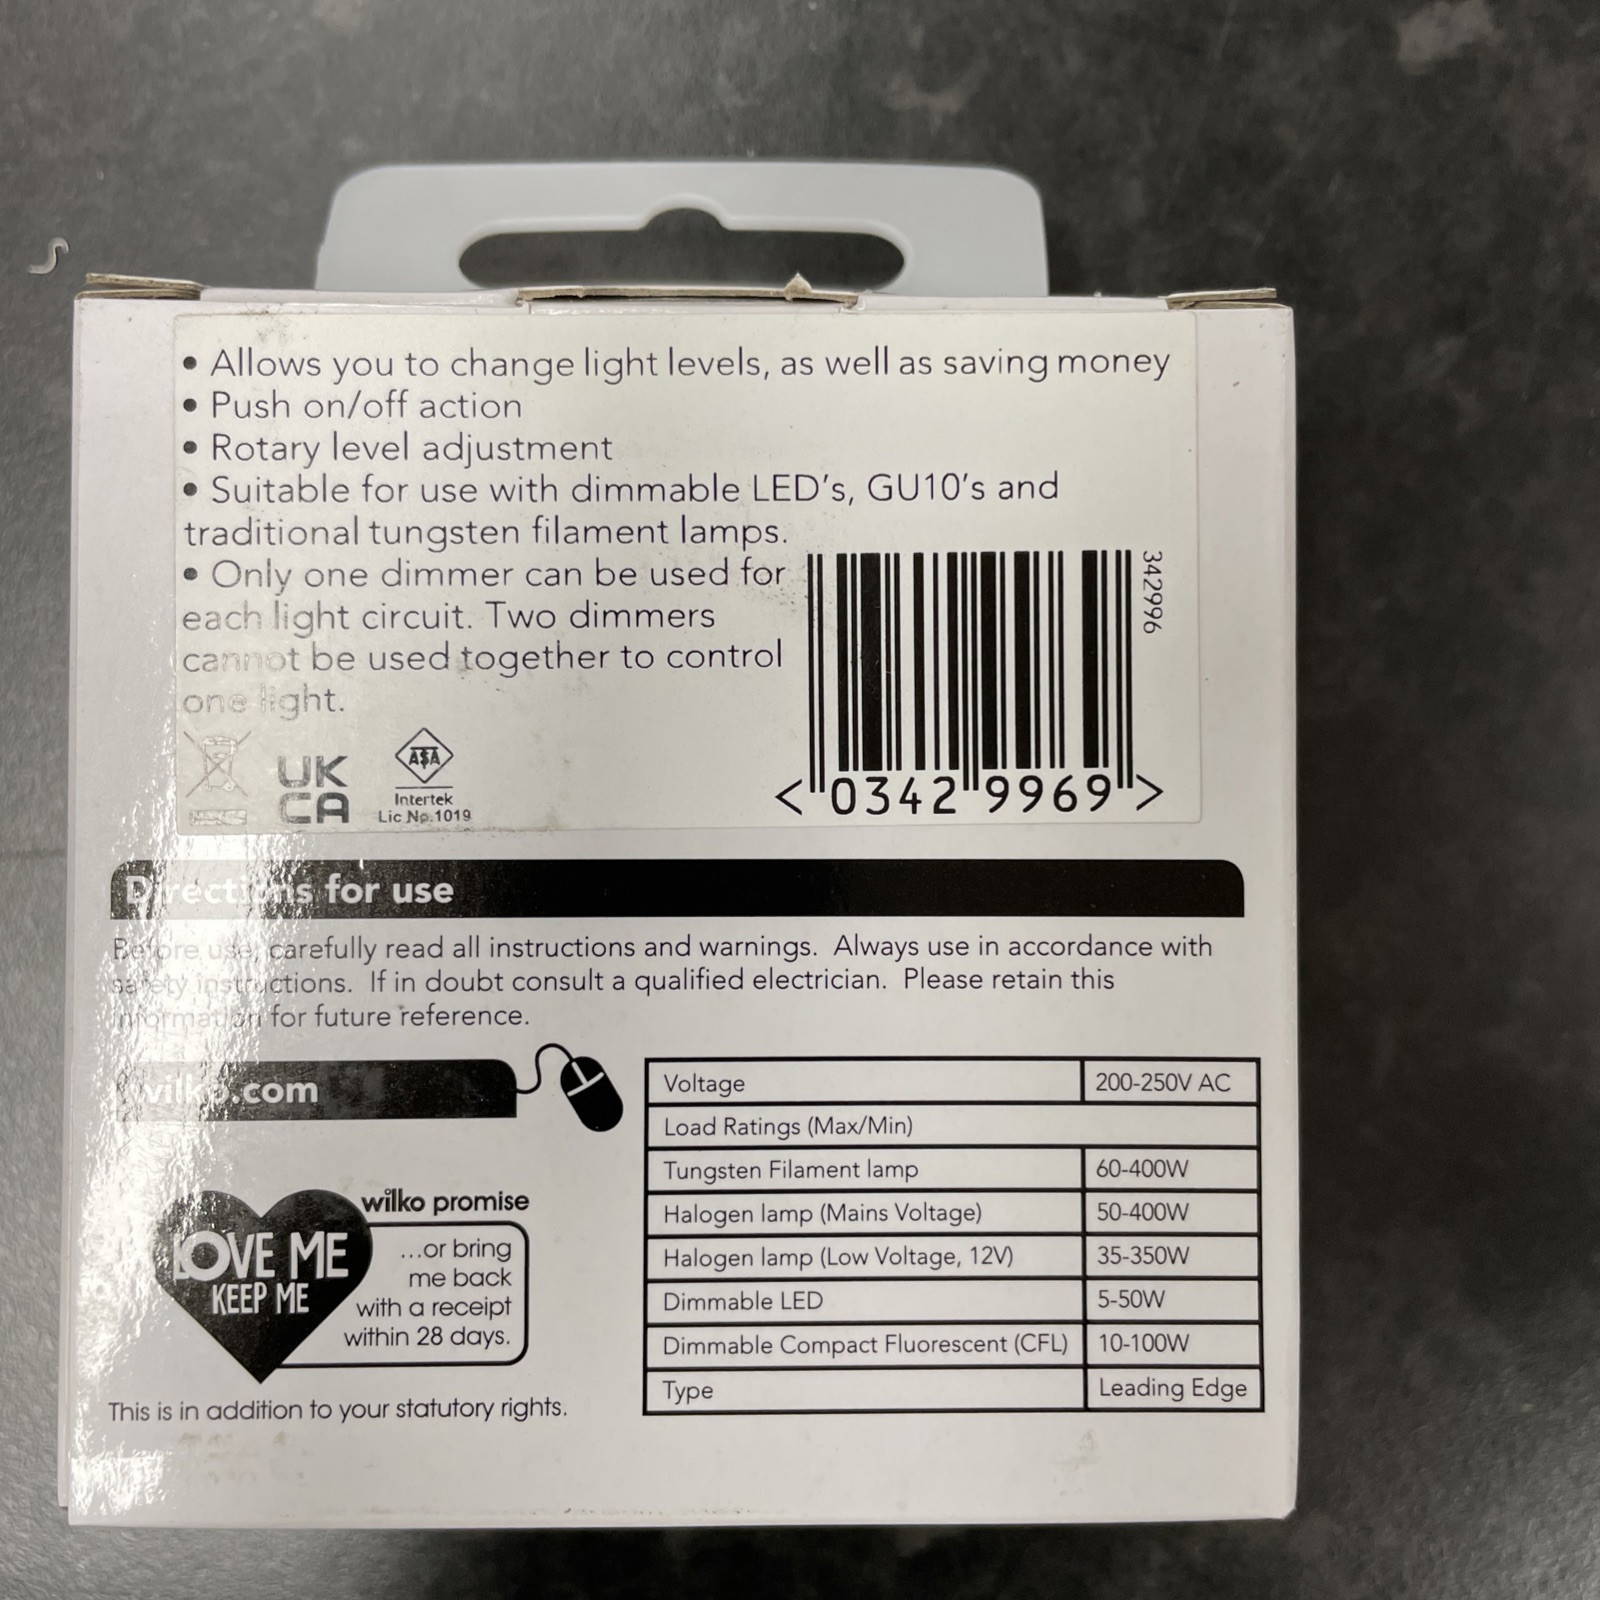 • Allows you to change light levels, as well as saving money
• Push on/off action
• Rotary level adjustment
• Suitable for use with dimmable LED's, GU10's and
traditional tungsten filament lamps.
• Only one dimmer can be used for
each light circuit. Two dimmers
cannot be used together to control
one light.
342996
UK
CA
ASA
Intertek
Lic No.1019
<0342 9969>
Directions for use
Before use, carefully read all instructions and warnings.  Always use in accordance with
safety instructions.  If in doubt consult a qualified electrician.  Please retain this
information for future reference.
wilko.com
wilko promise
LOVE ME
KEEP ME
...or bring
me back
with a receipt
within 28 days.
This is in addition to your statutory rights.
Voltage 200-250V AC
Load Ratings (Max/Min)
Tungsten Filament lamp 60-400W
Halogen lamp (Mains Voltage) 50-400W
Halogen lamp (Low Voltage, 12V) 35-350W
Dimmable LED 5-50W
Dimmable Compact Fluorescent (CFL) 10-100W
Type Leading Edge